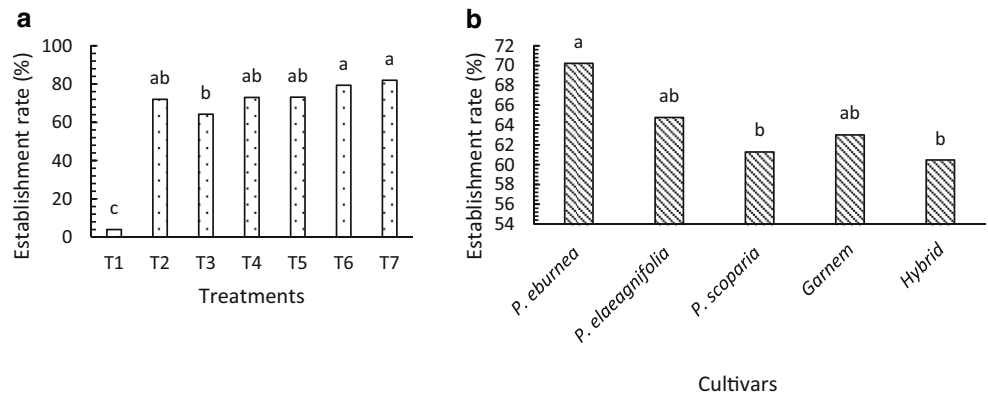 a
Establishment rate (%)
100
80
60
40
20
0
c
ab
b
ab
ab
a
a
T1 T2 T3 T4 T5 T6 T7
Treatments
b
Establishment rate (%)
72
70
68
66
64
62
60
58
56
54
a
ab
b
ab
b
P. eburnea
P. elaeagnifolia
P. scoparia
Garnem
Hybrid
Cultivars